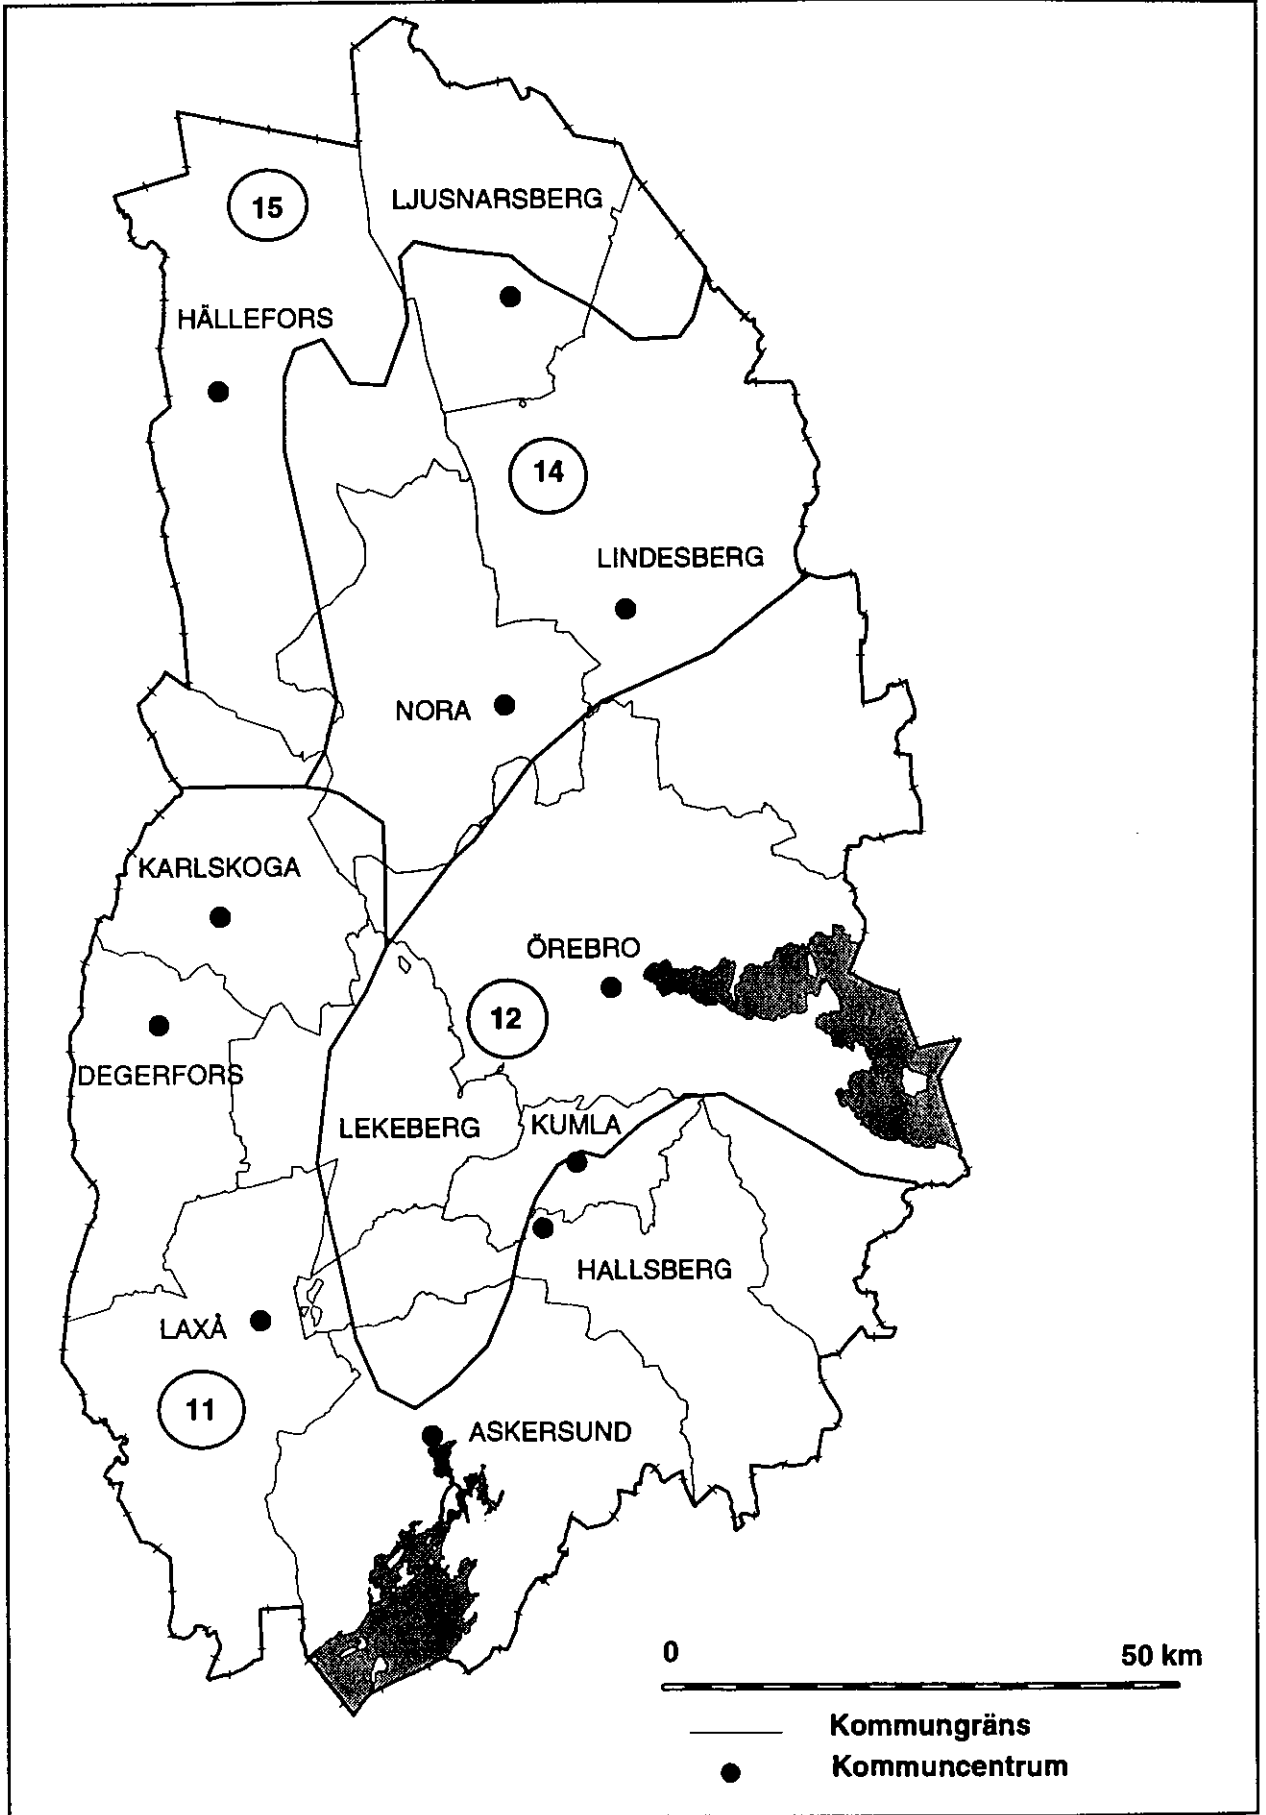 LJUSNARSBERG
15
HÄLLEFORS
14
LINDESBERG
NORA
KARLSKOGA
ÖREBRO
12
DEGERFORS
LEKEBERG
KUMLA
HALLSBERG
LAXÅ
11
ASKERSUND
0
50 km
Kommungräns
Kommuncentrum